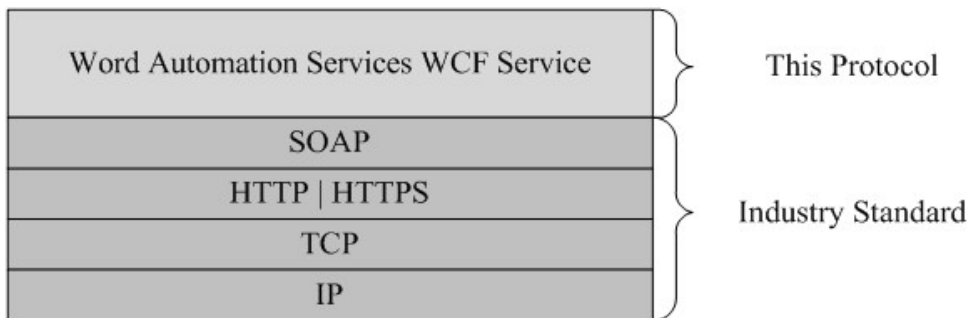 Word Automation Services WCF Service
This Protocol
SOAP
HTTP | HTTPS
TCP
IP
Industry Standard